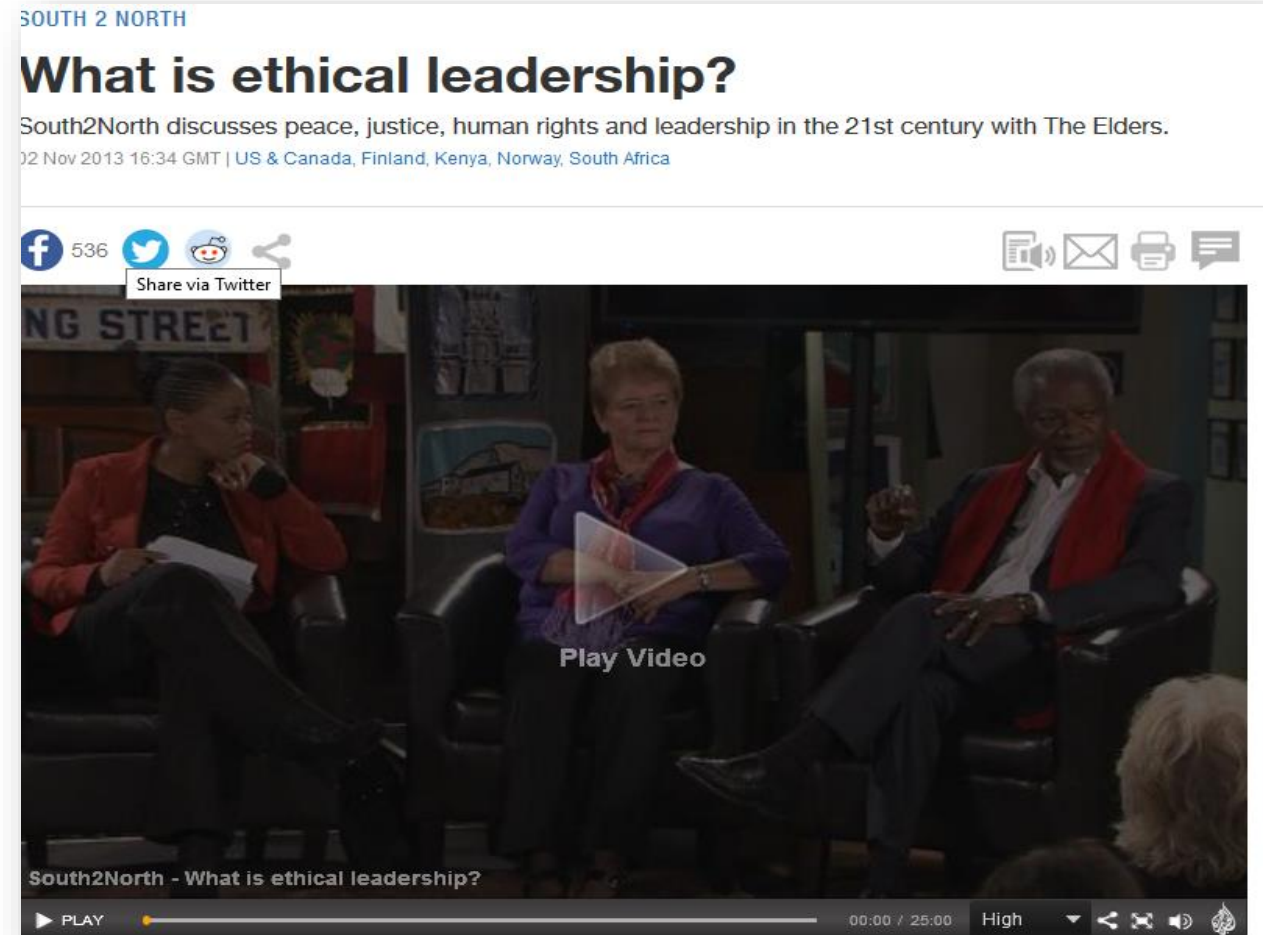 SOUTH 2 NORTH
What is ethical leadership?
South2North discusses peace, justice, human rights and leadership in the 21st century with The Elders.
02 Nov 2013 16:34 GMT | US & Canada, Finland, Kenya, Norway, South Africa
536
Share via Twitter
NG STREET
Play Video
South2North - What is ethical leadership?
PLAY 00:00 / 25:00 High